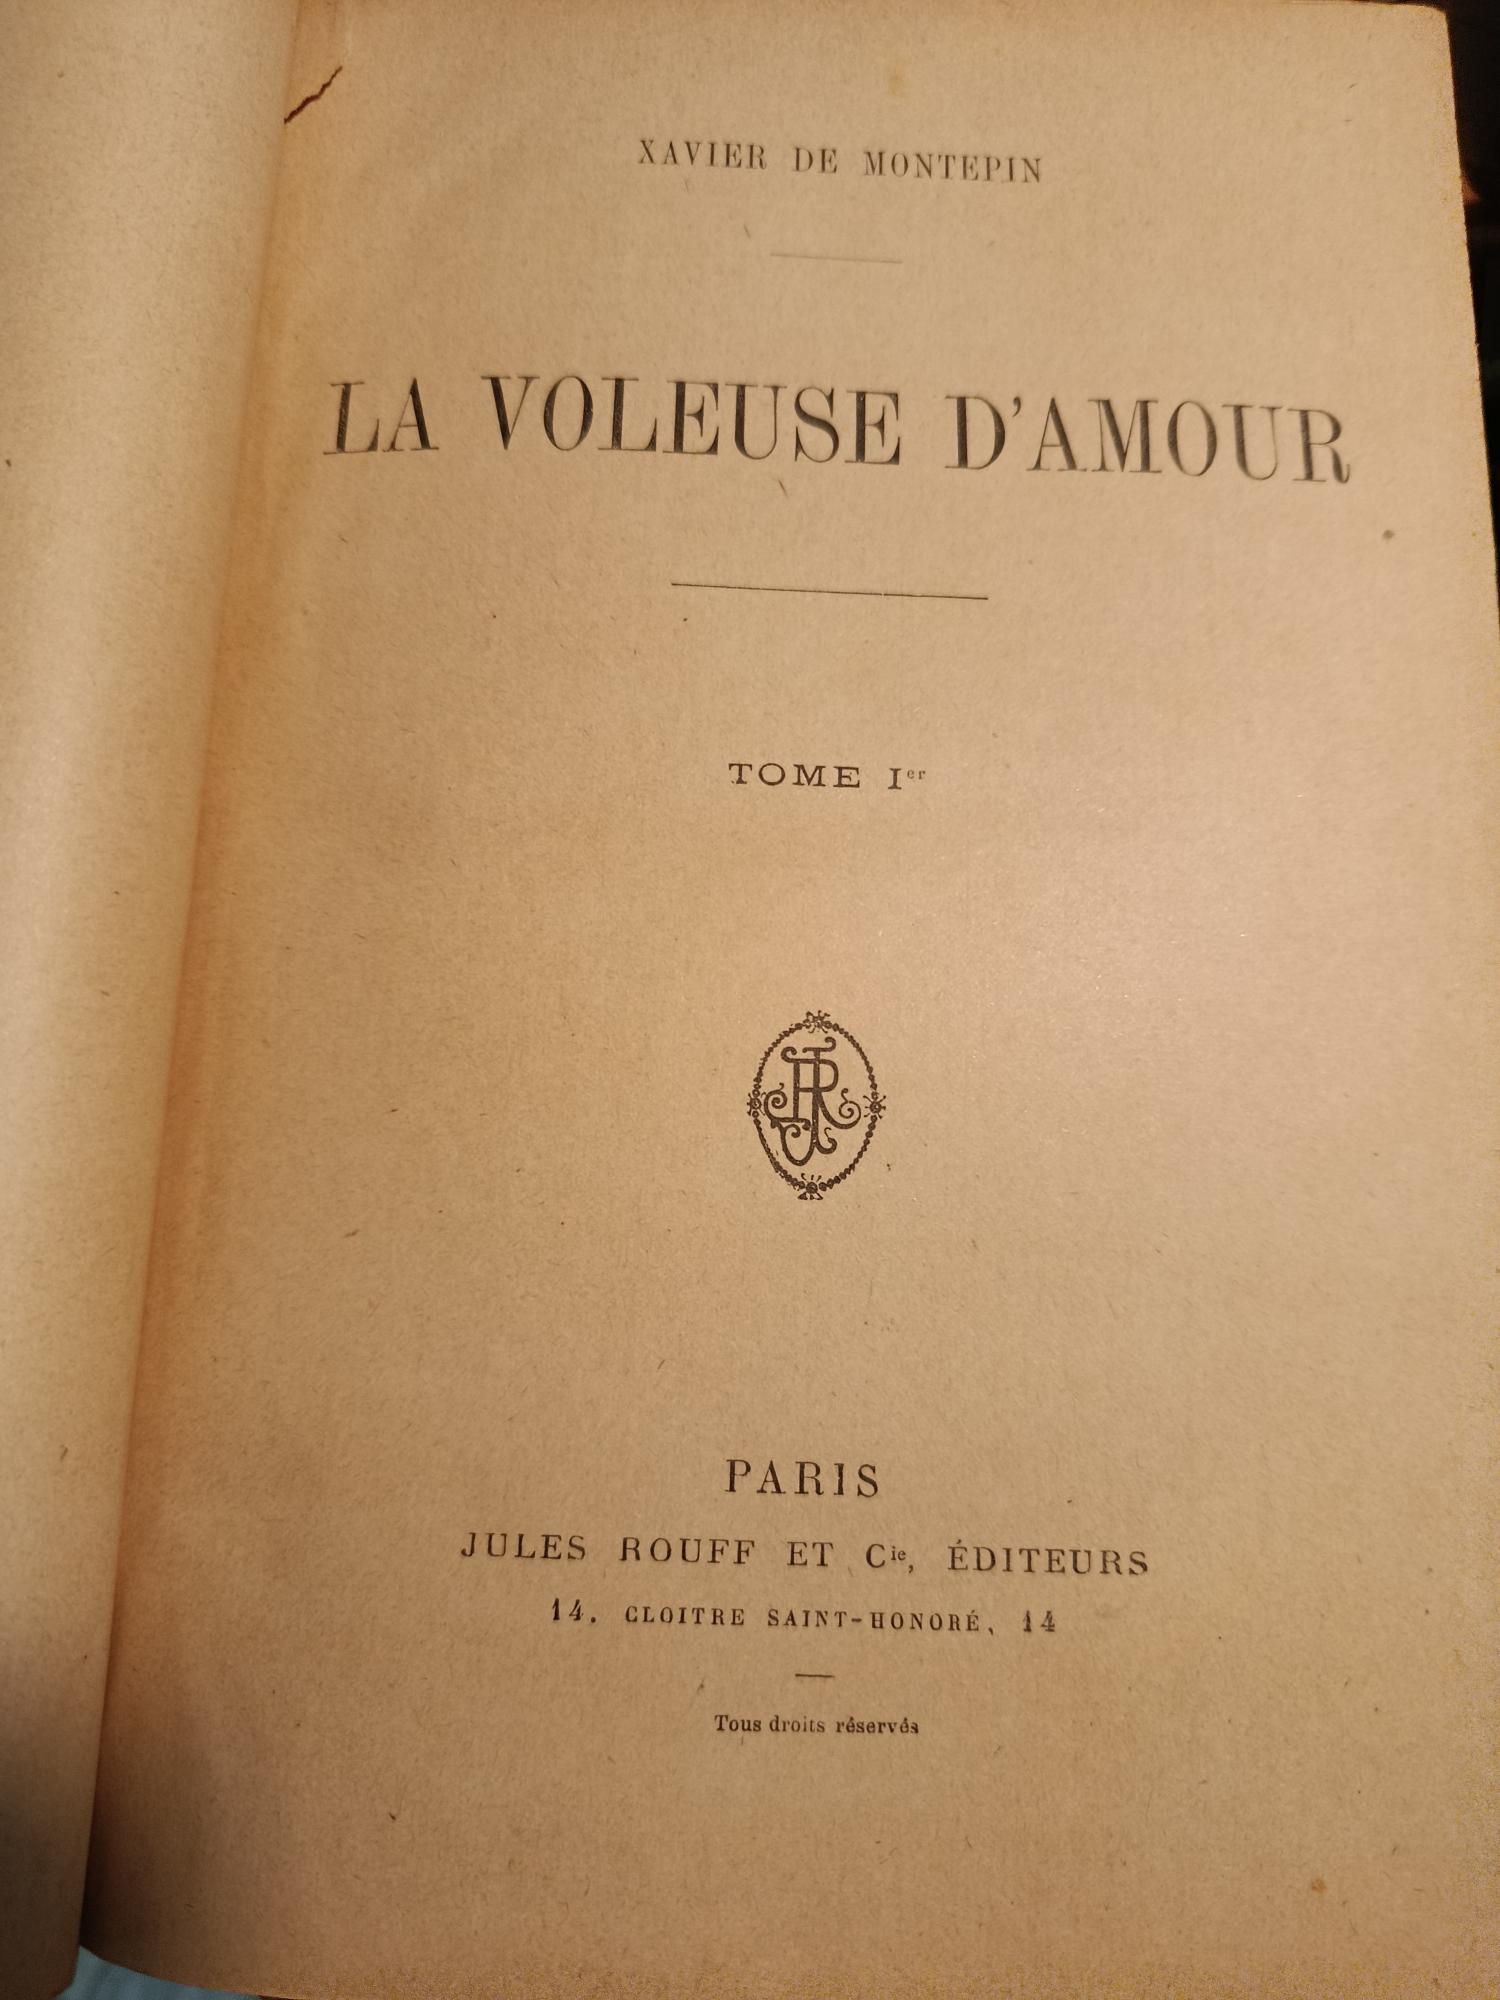 XAVIER DE MONTEPIN
LA VOLEUSE D'AMOUR
TOME Ier
JR
PARIS
JULES ROUFF ET Cie, ÉDITEURS
14, CLOITRE SAINT-HONORÉ, 14
Tous droits réservés